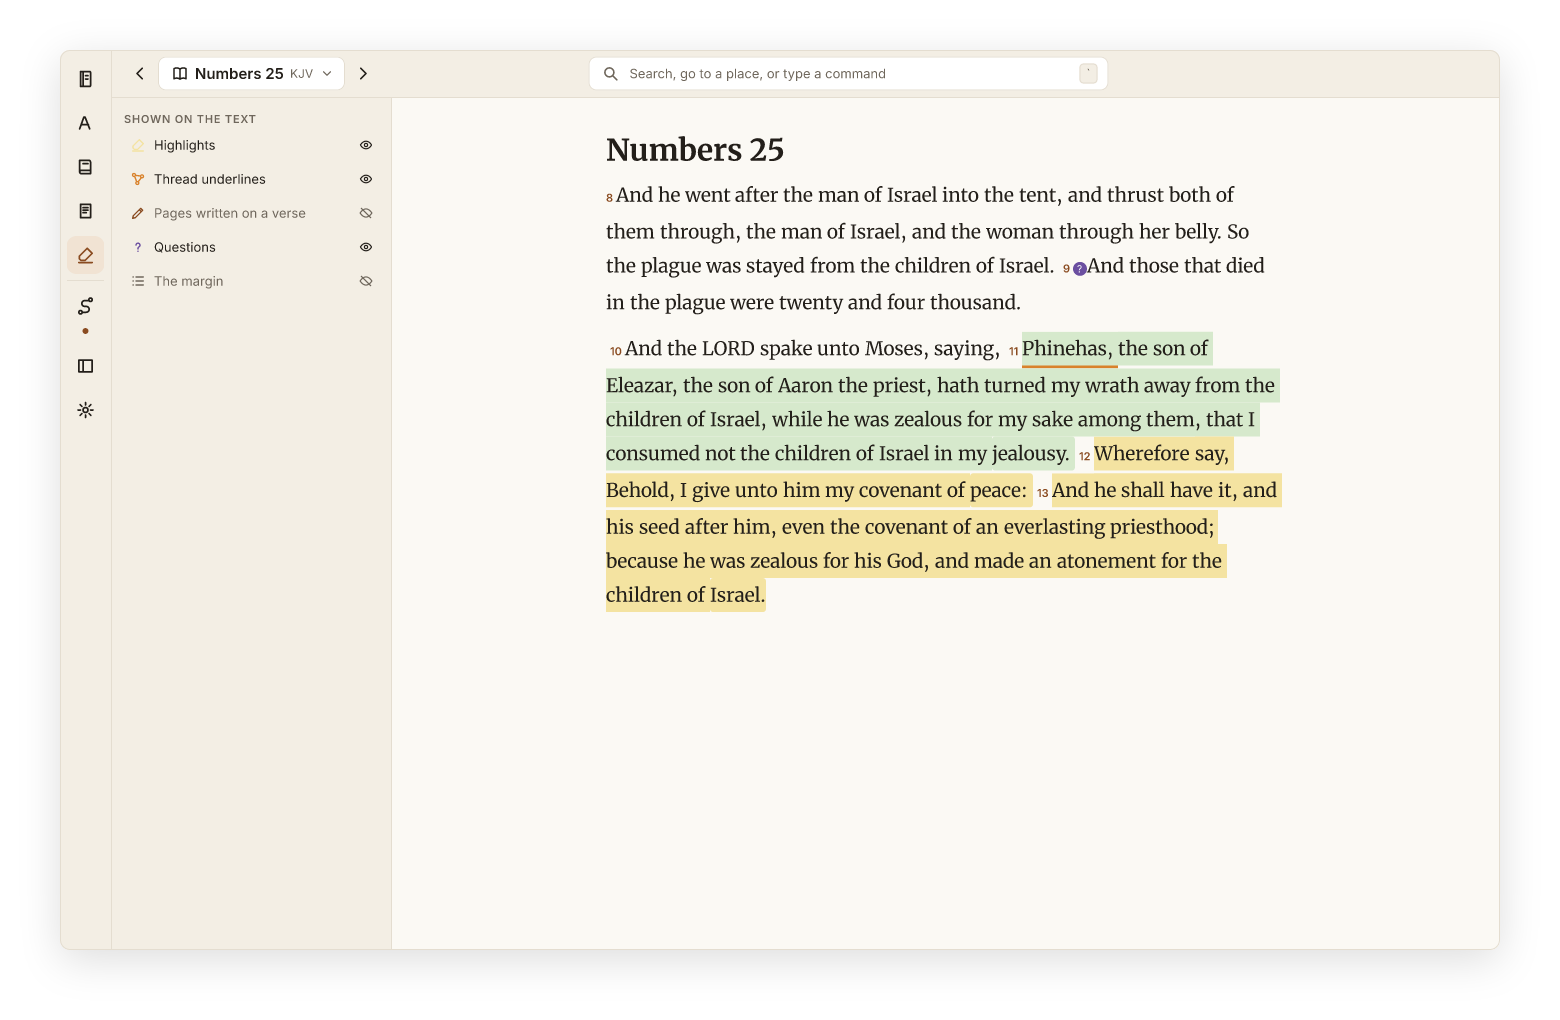 Numbers 25 KJV
Search, go to a place, or type a command
SHOWN ON THE TEXT
Highlights
Thread underlines
Pages written on a verse
? Questions
The margin
Numbers 25
8 And he went after the man of Israel into the tent, and thrust both of
them through, the man of Israel, and the woman through her belly. So
the plague was stayed from the children of Israel. 9 ? And those that died
in the plague were twenty and four thousand.
10 And the LORD spake unto Moses, saying, 11 Phinehas, the son of
Eleazar, the son of Aaron the priest, hath turned my wrath away from the
children of Israel, while he was zealous for my sake among them, that I
consumed not the children of Israel in my jealousy. 12 Wherefore say,
Behold, I give unto him my covenant of peace: 13 And he shall have it, and
his seed after him, even the covenant of an everlasting priesthood;
because he was zealous for his God, and made an atonement for the
children of Israel.